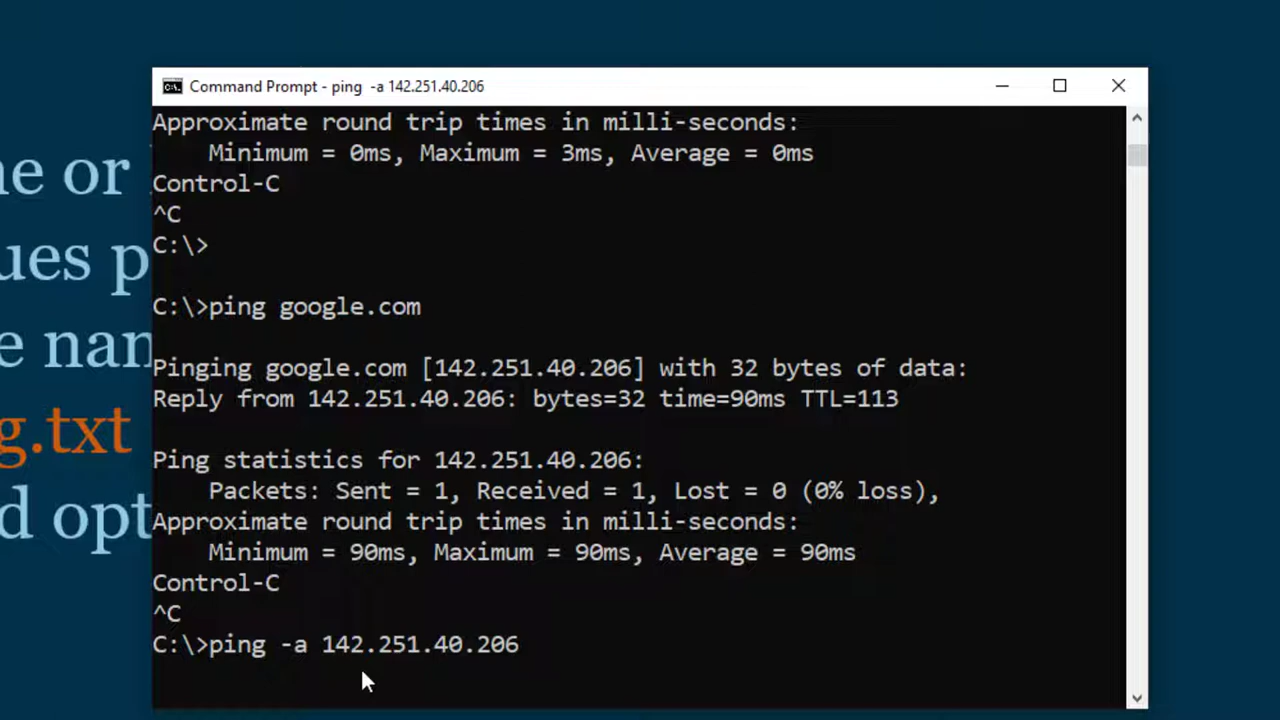 Command Prompt - ping  -a 142.251.40.206
Approximate round trip times in milli-seconds:
    Minimum = 0ms, Maximum = 3ms, Average = 0ms
Control-C
^C
C:\>
C:\>ping google.com
Pinging google.com [142.251.40.206] with 32 bytes of data:
Reply from 142.251.40.206: bytes=32 time=90ms TTL=113
Ping statistics for 142.251.40.206:
    Packets: Sent = 1, Received = 1, Lost = 0 (0% loss),
Approximate round trip times in milli-seconds:
    Minimum = 90ms, Maximum = 90ms, Average = 90ms
Control-C
^C
C:\>ping -a 142.251.40.206
or
g.txt